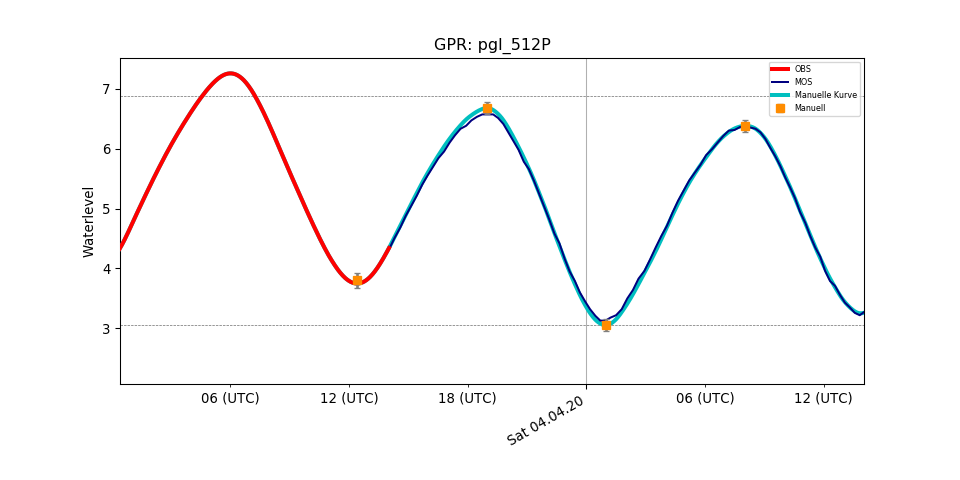 GPR: pgl_512P
OBS
MOS
Manuelle Kurve
Manuell
Waterlevel
7
6
5
4
3
06 (UTC)
12 (UTC)
18 (UTC)
Sat 04.04.20
06 (UTC)
12 (UTC)